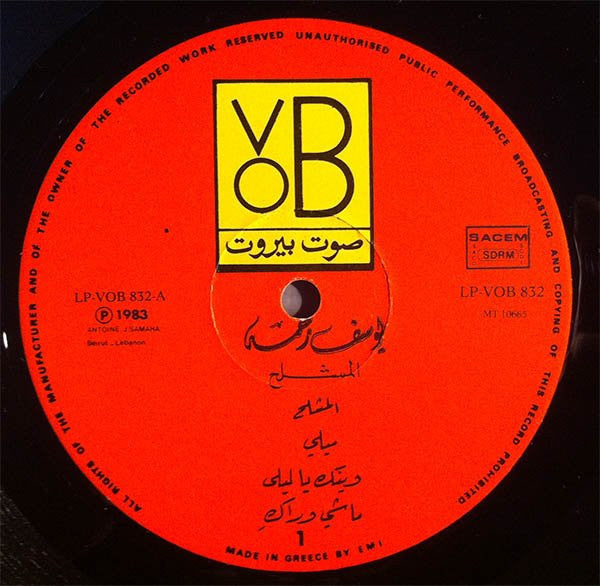 ALL RIGHTS OF THE MANUFACTURER AND OF THE OWNER OF THE RECORDED WORK RESERVED UNAUTHORISED PUBLIC PERFORMANCE BROADCASTING AND COPYING OF THIS RECORD PROHIBITED
VOB
صوت بيروت
SACEM
SDRM
LP-VOB 832-A
Ⓟ 1983
ANTOINE J. SAMAHA
Beirut - Lebanon
LP-VOB 832
MT 10665
يوسف رحمه
المشلح
المشلح
ميلي
وينك يا ليلى
ماشي وراكِ
1
MADE IN GREECE BY EMI